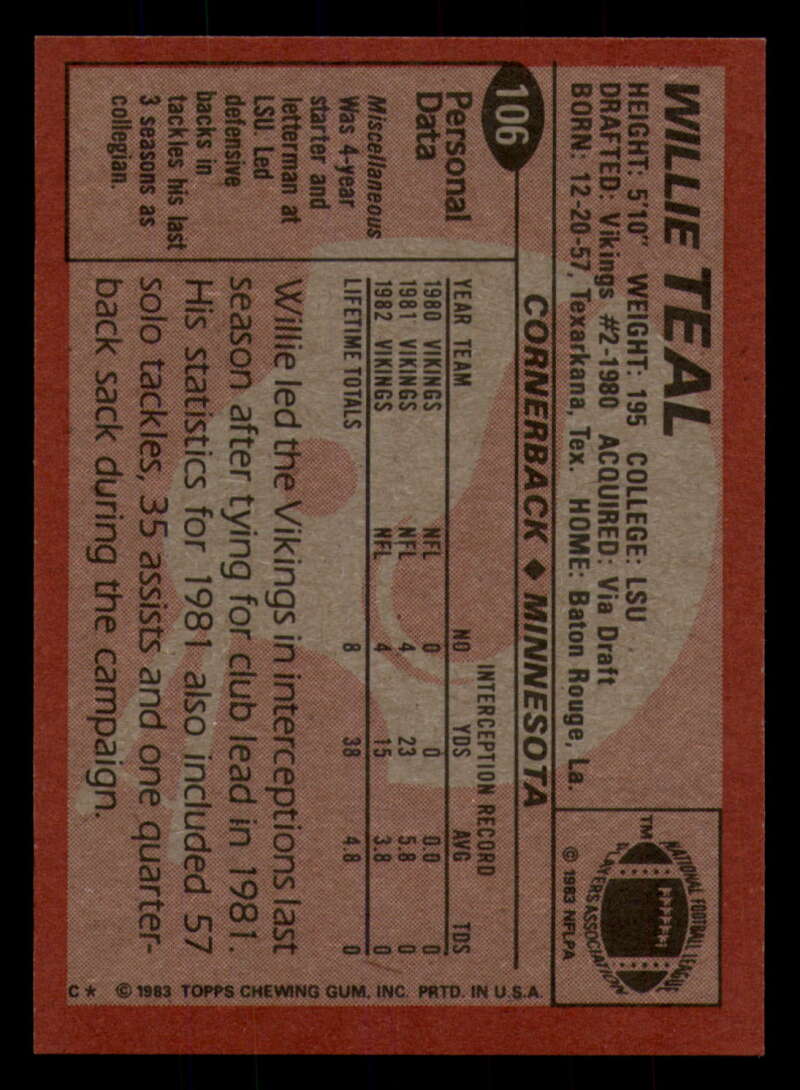 106
WILLIE TEAL
HEIGHT: 5'10" WEIGHT: 195 COLLEGE: LSU
DRAFTED: Vikings #2-1980 ACQUIRED: Via Draft
BORN: 12-20-57, Texarkana, Tex. HOME: Baton Rouge, La.
NATIONAL FOOTBALL LEAGUE
PLAYERS ASSOCIATION
TM
© 1983 NFLPA
CORNERBACK ♦ MINNESOTA
Personal
Data
Miscellaneous
Was 4-year
starter and
letterman at
LSU. Led
defensive
backs in
tackles his last
3 seasons as
collegian.
INTERCEPTION RECORD
YEAR TEAM NO YDS AVG TDS
1980 VIKINGS NFL 0 0 0.0 0
1981 VIKINGS NFL 4 23 5.8 0
1982 VIKINGS NFL 4 15 3.8 0
LIFETIME TOTALS 8 38 4.8 0
Willie led the Vikings in interceptions last
season after tying for club lead in 1981.
His statistics for 1981 also included 57
solo tackles, 35 assists and one quarter-
back sack during the campaign.
C* © 1983 TOPPS CHEWING GUM, INC. PRTD. IN U.S.A.